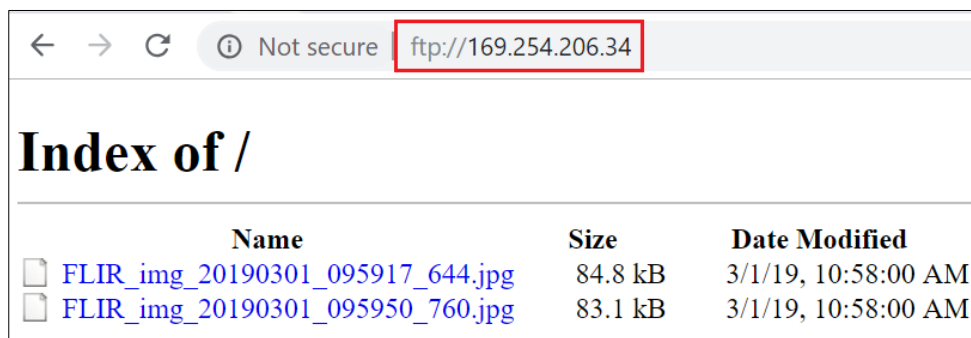 Not secure | ftp://169.254.206.34
Index of /
Name Size Date Modified
FLIR_img_20190301_095917_644.jpg 84.8 kB 3/1/19, 10:58:00 AM
FLIR_img_20190301_095950_760.jpg 83.1 kB 3/1/19, 10:58:00 AM